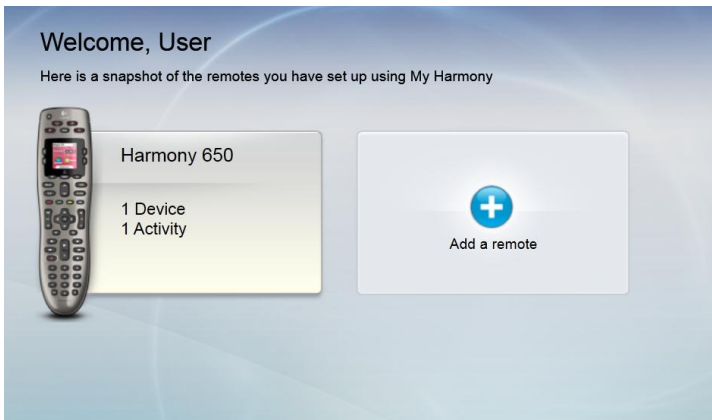 Welcome, User
Here is a snapshot of the remotes you have set up using My Harmony
Harmony 650
1 Device
1 Activity
Add a remote